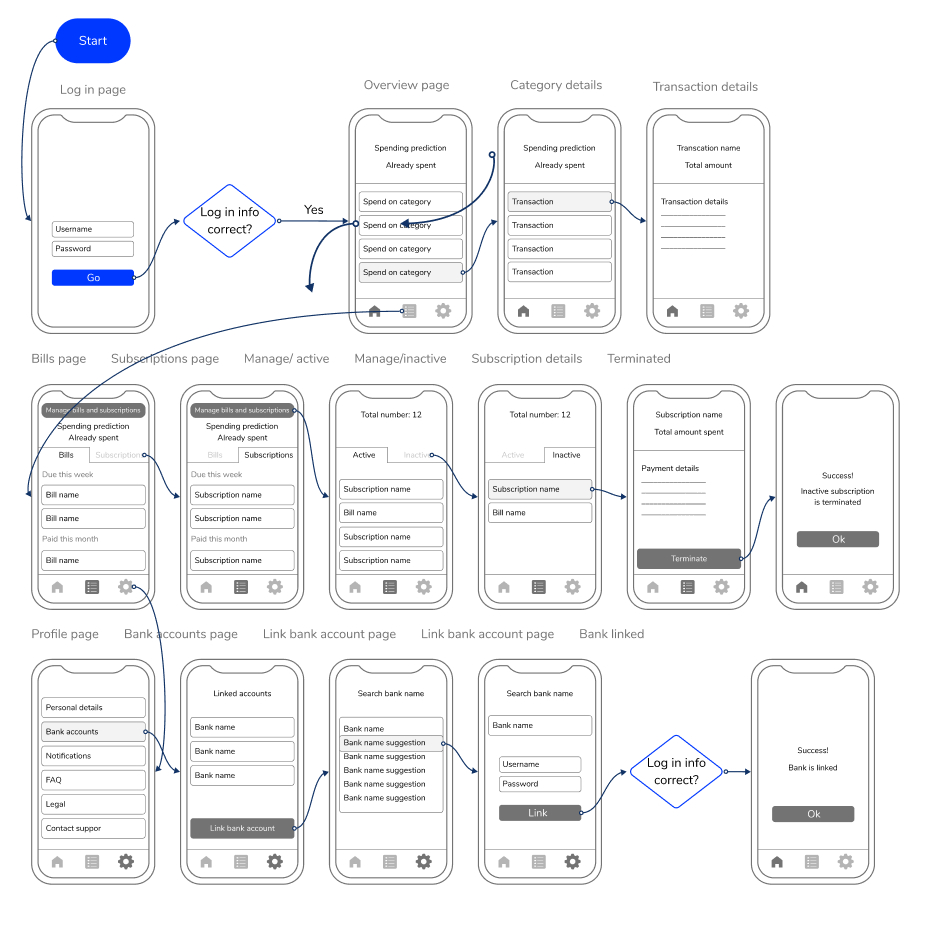 Start
Log in page
Overview page
Category details
Transaction details
Username
Password
Go
Log in info
correct?
Yes
Spending prediction
Already spent
Spend on category
Spend on category
Spend on category
Spend on category
Spending prediction
Already spent
Transaction
Transaction
Transaction
Transaction
Transcation name
Total amount
Transaction details
Bills page
Subscriptions page
Manage/ active
Manage/inactive
Subscription details
Terminated
Manage bills and subscriptions
Spending prediction
Already spent
Bills
Subscriptions
Due this week
Bill name
Bill name
Paid this month
Bill name
Manage bills and subscriptions
Spending prediction
Already spent
Bills
Subscriptions
Due this week
Subscription name
Subscription name
Paid this month
Subscription name
Total number: 12
Active
Inactive
Subscription name
Bill name
Subscription name
Subscription name
Total number: 12
Active
Inactive
Subscription name
Bill name
Subscription name
Total amount spent
Payment details
Terminate
Success!
Inactive subscription
is terminated
Ok
Profile page
Bank accounts page
Link bank account page
Link bank account page
Bank linked
Personal details
Bank accounts
Notifications
FAQ
Legal
Contact suppor
Linked accounts
Bank name
Bank name
Bank name
Link bank account
Search bank name
Bank name
Bank name suggestion
Bank name suggestion
Bank name suggestion
Bank name suggestion
Bank name suggestion
Search bank name
Bank name
Username
Password
Link
Log in info
correct?
Success!
Bank is linked
Ok